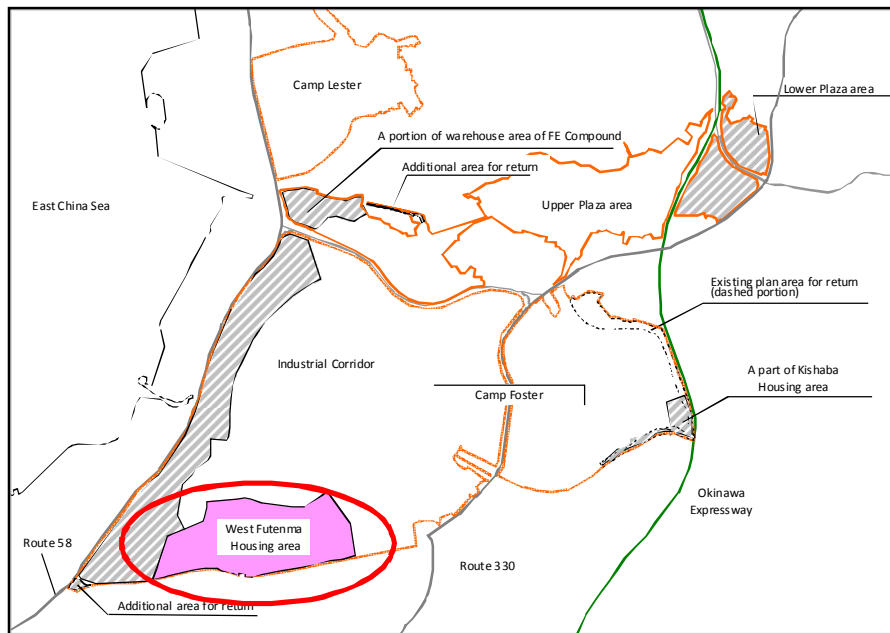 Camp Lester
Lower Plaza area
A portion of warehouse area of FE Compound
Additional area for return
East China Sea
Upper Plaza area
Existing plan area for return
(dashed portion)
Industrial Corridor
A part of Kishaba
Housing area
Camp Foster
Okinawa
Expressway
West Futenma
Housing area
Route 58
Route 330
Additional area for return